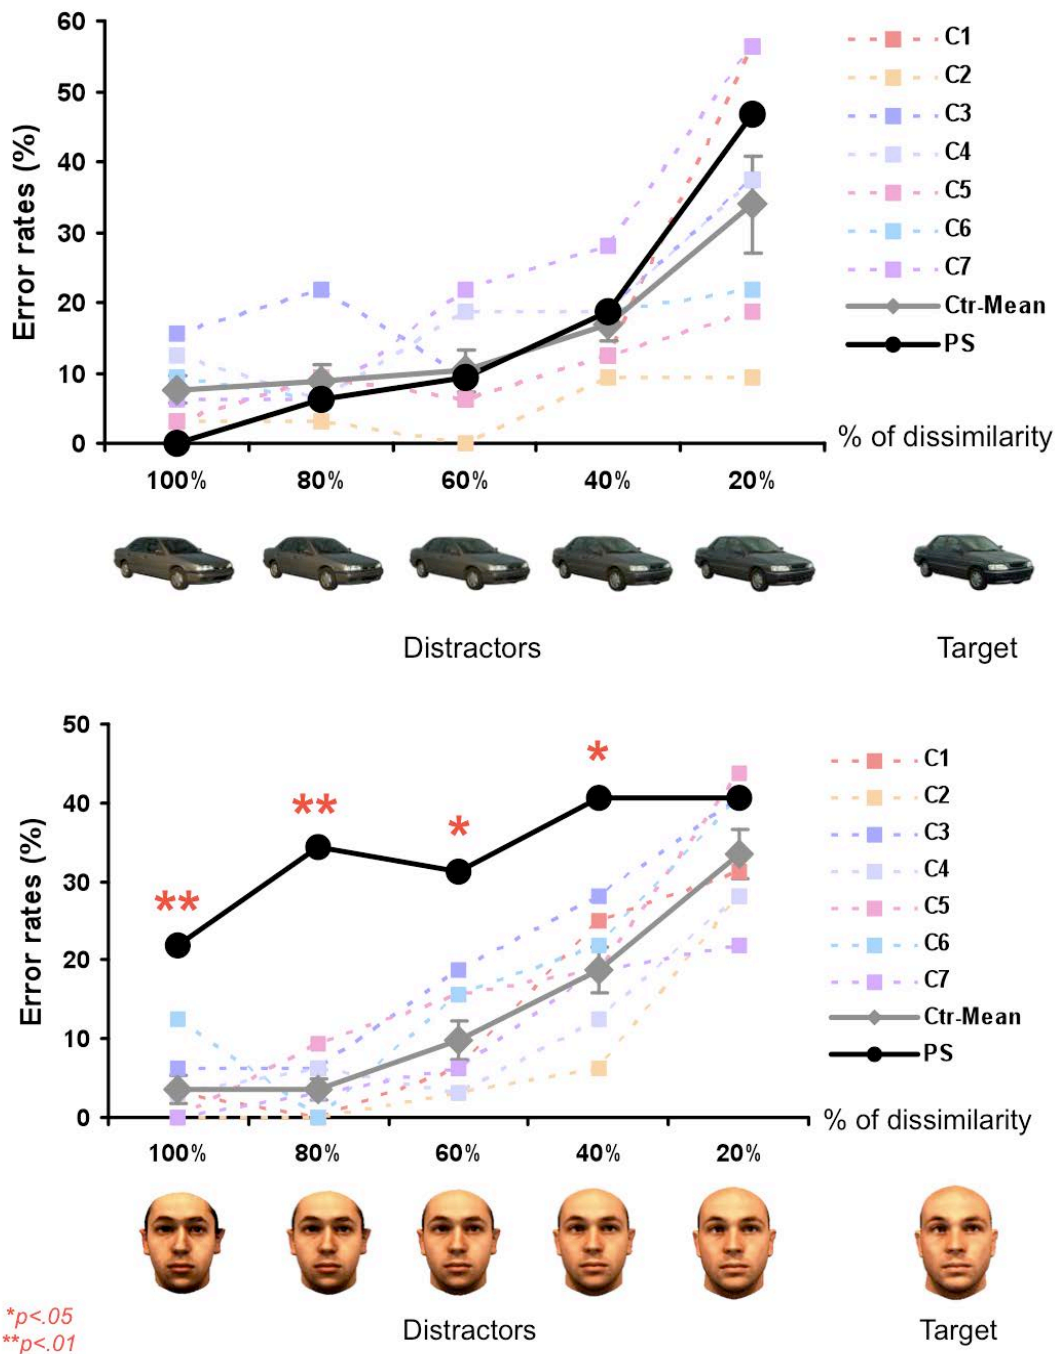 60
50
40
30
20
10
0
Error rates (%)
C1
C2
C3
C4
C5
C6
C7
Ctr-Mean
PS
% of dissimilarity
100% 80% 60% 40% 20%
Distractors Target
50
40
30
20
10
0
Error rates (%)
** ** * *
C1
C2
C3
C4
C5
C6
C7
Ctr-Mean
PS
% of dissimilarity
100% 80% 60% 40% 20%
*p<.05
**p<.01
Distractors Target